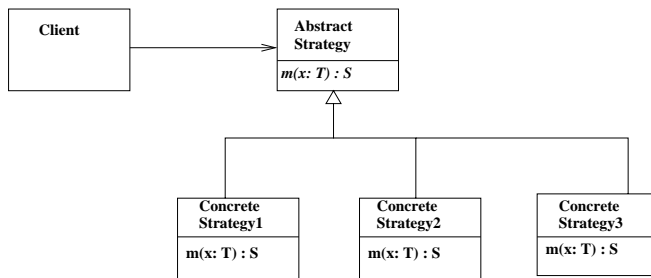 Client
Abstract
Strategy
m(x: T) : S
Concrete
Strategy1
m(x: T) : S
Concrete
Strategy2
m(x: T) : S
Concrete
Strategy3
m(x: T) : S